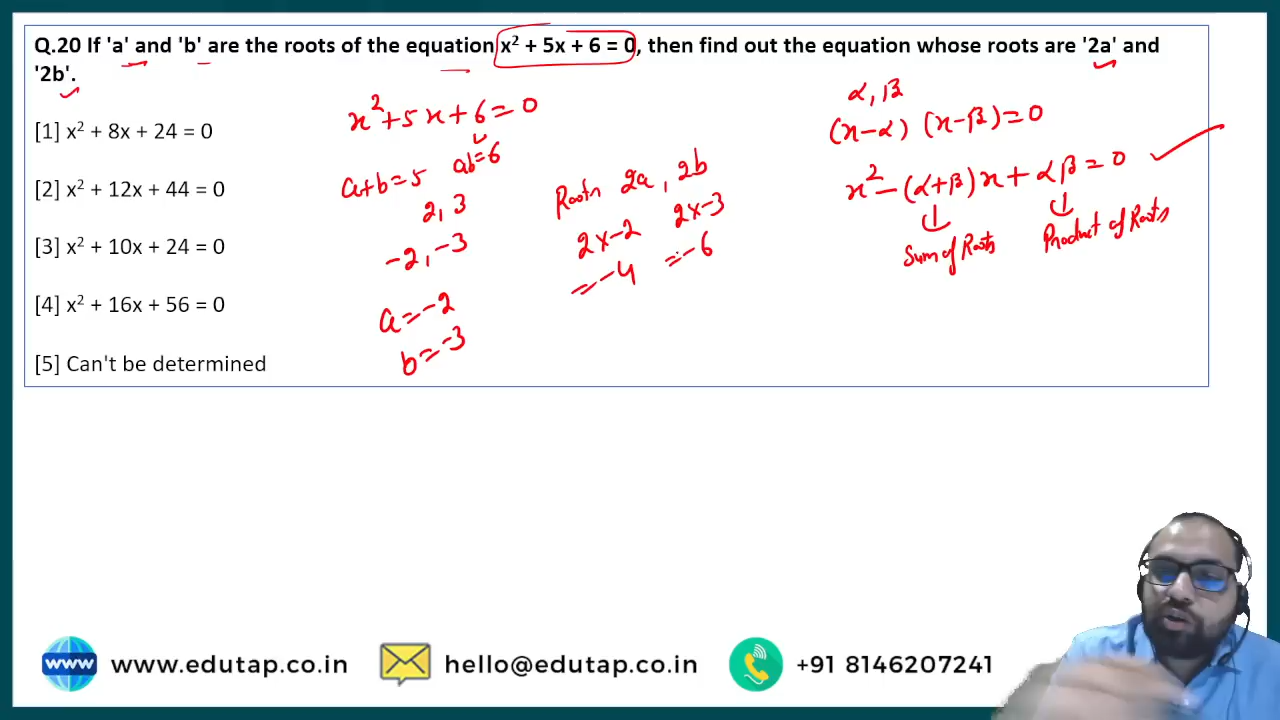 Q.20 If 'a' and 'b' are the roots of the equation x² + 5x + 6 = 0, then find out the equation whose roots are '2a' and
'2b'.
[1] x² + 8x + 24 = 0
[2] x² + 12x + 44 = 0
[3] x² + 10x + 24 = 0
[4] x² + 16x + 56 = 0
[5] Can't be determined
x² + 5x + 6 = 0
a+b = 5 ab = 6
2, 3
-2, -3
a = -2
b = -3
Roots 2a, 2b
2x-2 2x-3
= -4 = -6
α, β
(x-α) (x-β) = 0
x² - (α+β)x + αβ = 0
Sum of Roots Product of Roots
www www.edutap.co.in hello@edutap.co.in +91 8146207241